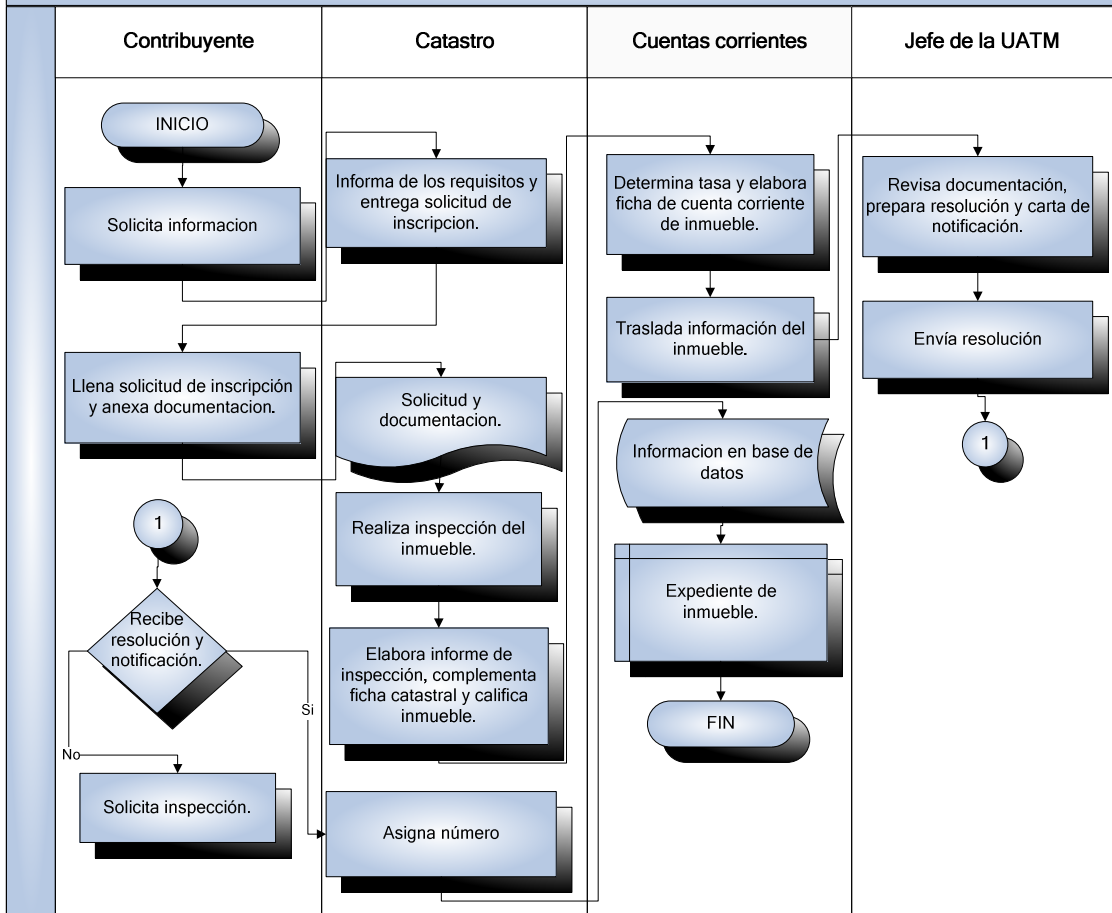 Contribuyente
Catastro
Cuentas corrientes
Jefe de la UATM
INICIO
Solicita informacion
Llena solicitud de inscripción
y anexa documentacion.
1
Recibe
resolución y
notificación.
Si
No
Solicita inspección.
Informa de los requisitos y
entrega solicitud de
inscripcion.
Solicitud y
documentacion.
Realiza inspección del
inmueble.
Elabora informe de
inspección, complementa
ficha catastral y califica
inmueble.
Asigna número
Determina tasa y elabora
ficha de cuenta corriente
de inmueble.
Traslada información del
inmueble.
Informacion en base de
datos
Expediente de
inmueble.
FIN
Revisa documentación,
prepara resolución y carta de
notificación.
Envía resolución
1